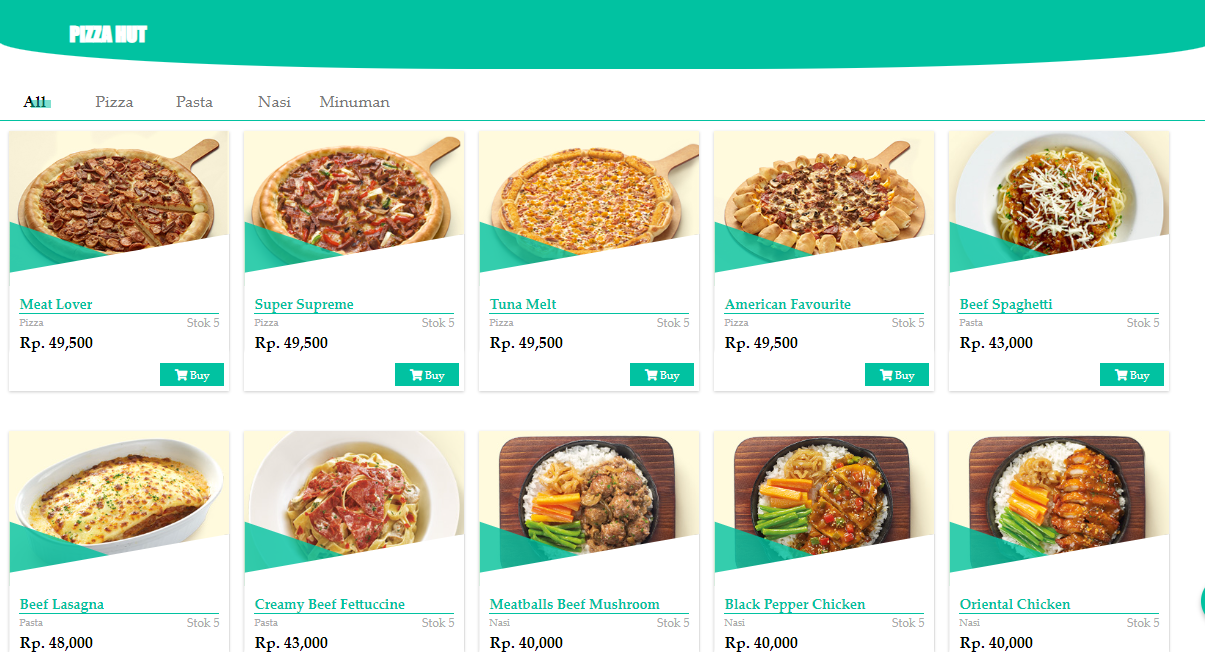 PIZZA HUT
All Pizza Pasta Nasi Minuman
Meat Lover
Pizza Stok 5
Rp. 49,500
Buy
Super Supreme
Pizza Stok 5
Rp. 49,500
Buy
Tuna Melt
Pizza Stok 5
Rp. 49,500
Buy
American Favourite
Pizza Stok 5
Rp. 49,500
Buy
Beef Spaghetti
Pasta Stok 5
Rp. 43,000
Buy
Beef Lasagna
Pasta Stok 5
Rp. 48,000
Creamy Beef Fettuccine
Pasta Stok 5
Rp. 43,000
Meatballs Beef Mushroom
Nasi Stok 5
Rp. 40,000
Black Pepper Chicken
Nasi Stok 5
Rp. 40,000
Oriental Chicken
Nasi Stok 5
Rp. 40,000